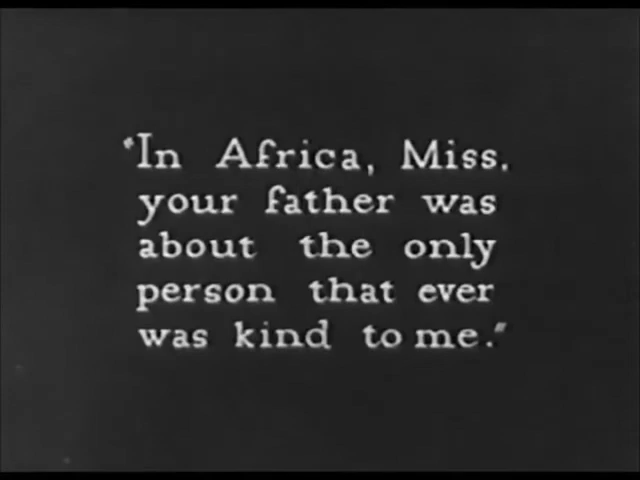 "In Africa, Miss.
your father was
about the only
person that ever
was kind to me."